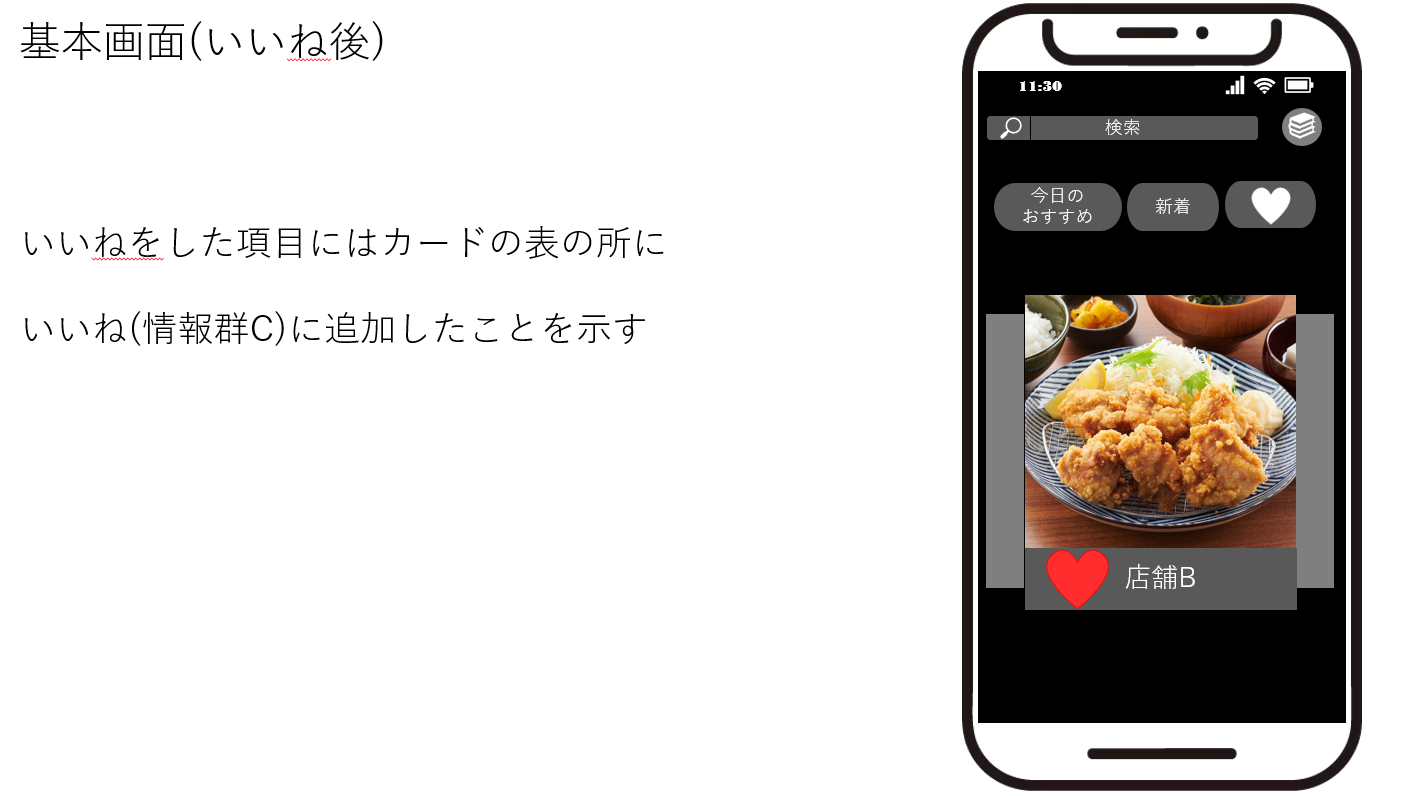 基本画面(いいね後)
いいねをした項目にはカードの表の所に
いいね(情報群C)に追加したことを示す
11:30
検索
今日の
おすすめ
新着
店舗B